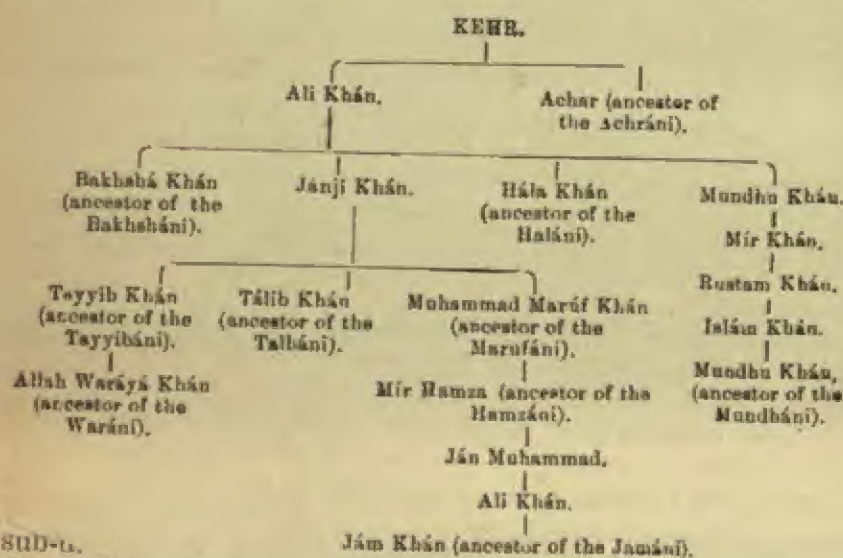 KEHR.
Ali Khán.
Achar (ancestor of
the Achráni).
Bakhshá Khán
(ancestor of the
Bakhsháni).
Jánji Khán.
Hála Khán
(ancestor of the
Haláni).
Mundhu Khán.
Mír Khán.
Rustam Khán.
Islám Khán.
Mundhu Khán,
(ancestor of the
Mundháni).
Tayyib Khán
(ancestor of the
Tayyibáni).
Allah Waráyá Khán
(ancestor of the
Waráni).
Tálib Khán
(ancestor of the
Talbáni).
Muhammad Marúf Khán
(ancestor of the
Marufáni).
Mír Hamza (ancestor of the
Hamzáni).
Ján Muhammad.
Ali Khán.
Jám Khán (ancestor of the Jamáni).